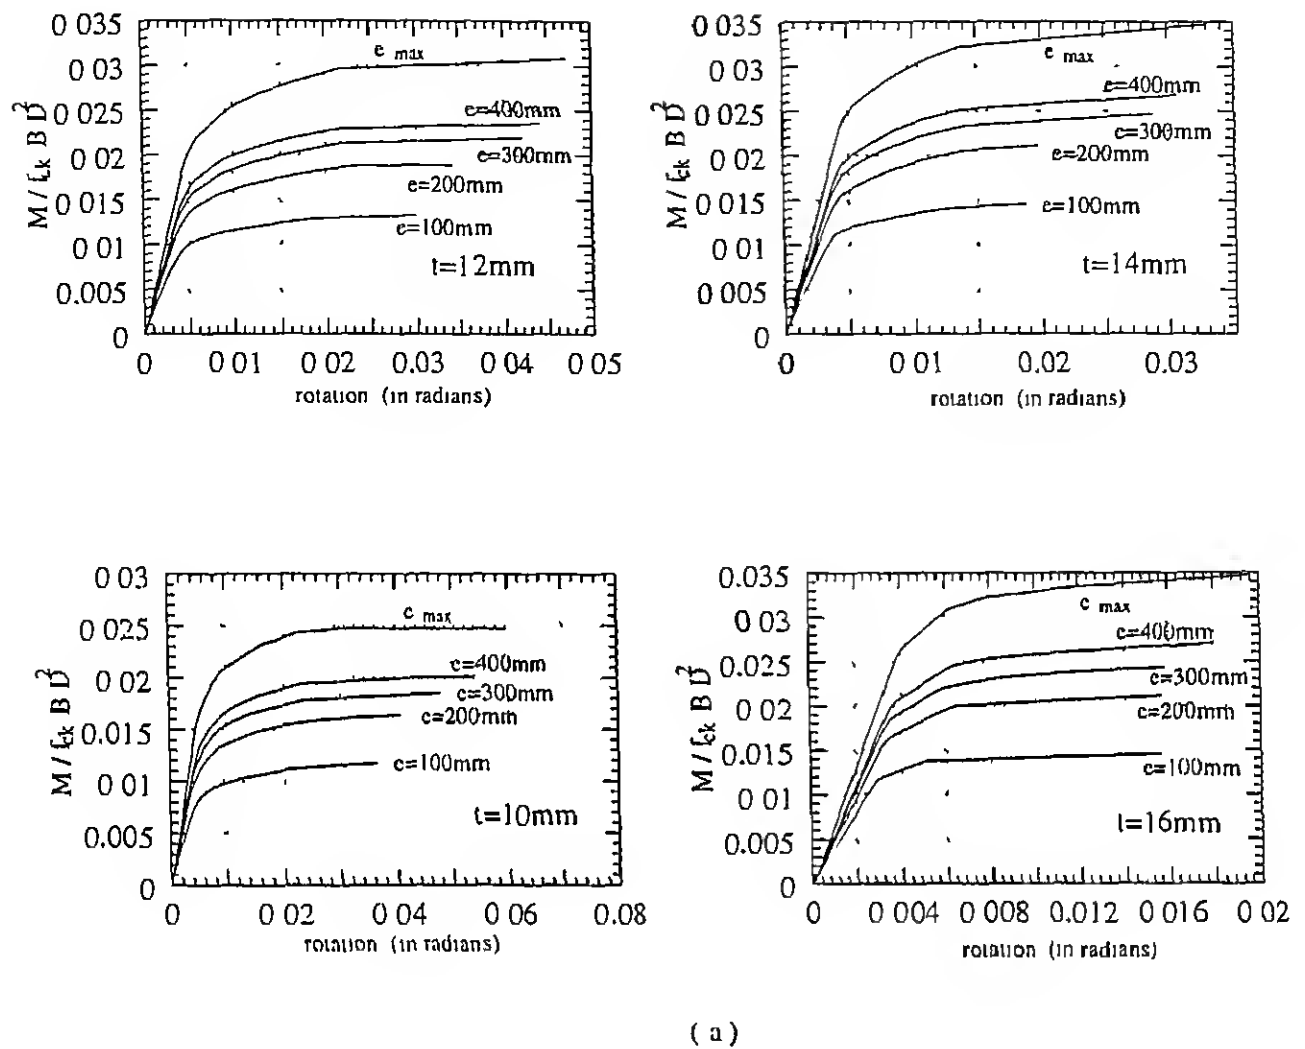 0 035
0 03
0 025
0 02
0 015
0 01
0.005
0
M / fck B D2
e max
e=400mm
e=300mm
e=200mm
e=100mm
t=12mm
0 0 01 0 02 0.03 0 04 0 05
rotation (in radians)
0 035
0 03
0 025
0 02
0 015
0 01
0.005
0
M / fck B D2
e max
e=400mm
e=300mm
e=200mm
e=100mm
t=14mm
0 0 01 0.02 0.03
rotation (in radians)
0 03
0 025
0 02
0 015
0 01
0.005
0
M / fck B D2
e max
e=400mm
e=300mm
e=200mm
e=100mm
t=10mm
0 0 02 0 04 0 06 0.08
rotation (in radians)
0.035
0 03
0.025
0 02
0.015
0 01
0.005
0
M / fck B D2
e max
e=400mm
e=300mm
e=200mm
e=100mm
t=16mm
0 0 004 0 008 0.012 0 016 0 02
rotation (in radians)
( a )